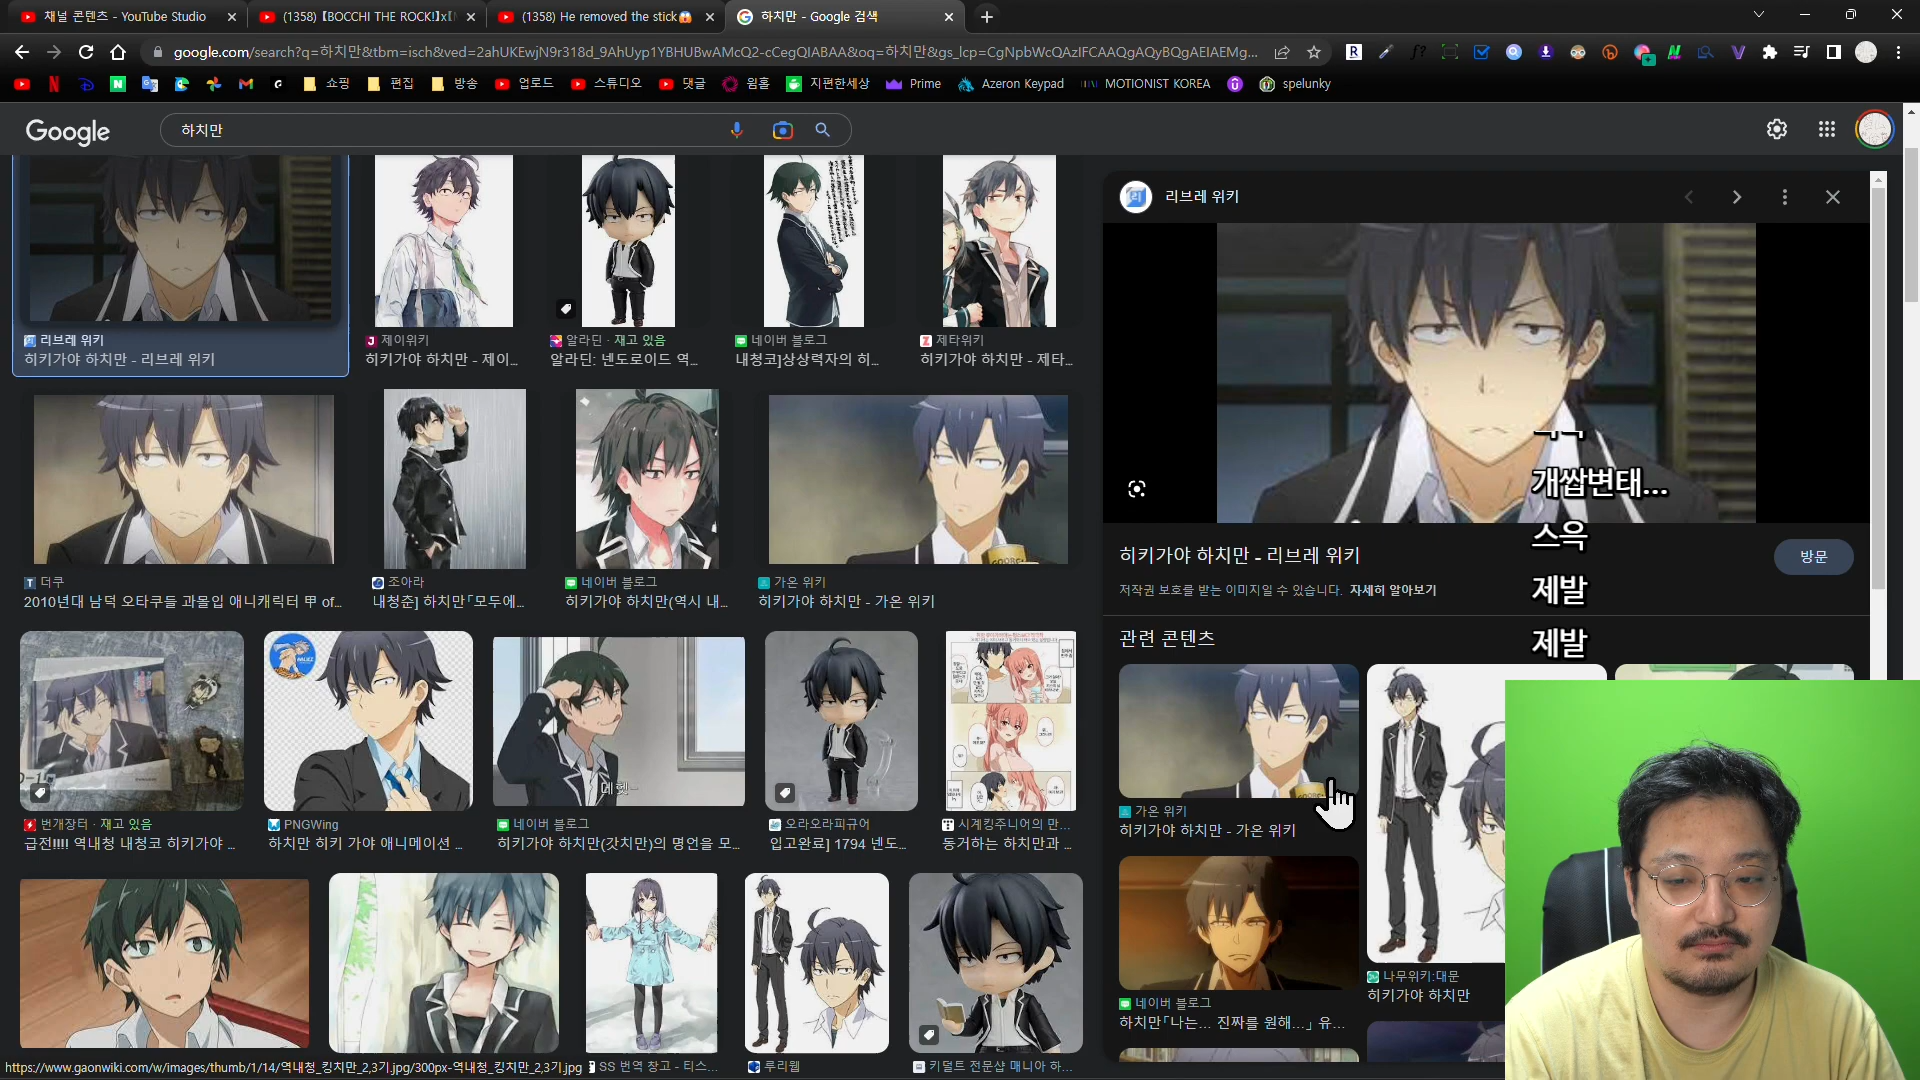 채널 콘텐츠 - YouTube Studio
(1358) 【BOCCHI THE ROCK!】x【
(1358) He removed the stick
하치만 - Google 검색
google.com/search?q=하치만&tbm=isch&ved=2ahUKEwjN9r318d_9AhUyp1YBHUBwAMcQ2-cCegQIABAA&oq=하치만&gs_lcp=CgNpbWcQAzIFCAAQgAQyBQgAEIAEMg...
쇼핑
편집
방송
업로드
스튜디오
댓글
윔홀
지편한세상
Prime
Azeron Keypad
MOTIONIST KOREA
spelunky
Google
하치만
리브레 위키
히키가야 하치만 - 리브레 위키
제이위키
히키가야 하치만 - 제이...
알라딘 · 재고 있음
알라딘: 넨도로이드 역...
네이버 블로그
내청코]상상력자의 히...
제타위키
히키가야 하치만 - 제타...
더쿠
2010년대 남덕 오타쿠들 과몰입 애니캐릭터 甲 of...
조아라
내청춘] 하치만「모두에...
네이버 블로그
히키가야 하치만(역시 내...
가온 위키
히키가야 하치만 - 가온 위키
번개장터 · 재고 있음
급전!!!! 역내청 내청코 히키가야 ...
PNGWing
하치만 히키 가야 애니메이션 ...
데헷~
네이버 블로그
히키가야 하치만(갓치만)의 명언을 모...
오라오라피규어
입고완료] 1794 넨도...
시계킹주니어의 만...
동거하는 하치만과 ...
SS 번역 창고 - 티스...
루리웹
키덜트 전문샵 매니아 하...
https://www.gaonwiki.com/w/images/thumb/1/14/역내청_킹치만_2,3기.jpg/300px-역내청_킹치만_2,3기.jpg
리브레 위키
히키가야 하치만 - 리브레 위키
방문
저작권 보호를 받는 이미지일 수 있습니다. 자세히 알아보기
관련 콘텐츠
가온 위키
히키가야 하치만 - 가온 위키
네이버 블로그
하치만「나는... 진짜를 원해...」 유...
나무위키:대문
히키가야 하치만
개쌉변태...
스윽
제발
제발